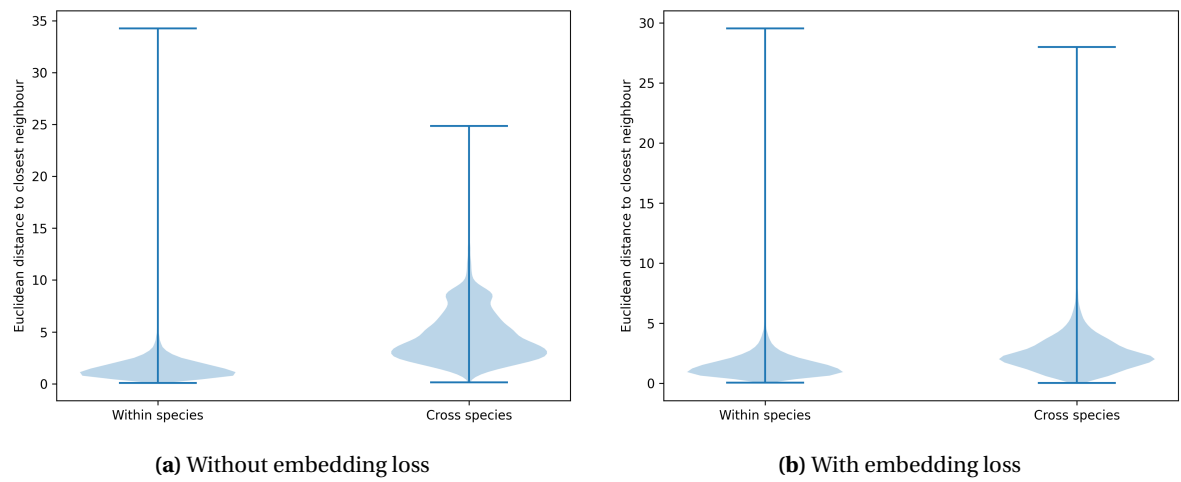 Euclidean distance to closest neighbour
35
30
25
20
15
10
5
0
Within species
Cross species
(a) Without embedding loss
Euclidean distance to closest neighbour
30
25
20
15
10
5
0
Within species
Cross species
(b) With embedding loss